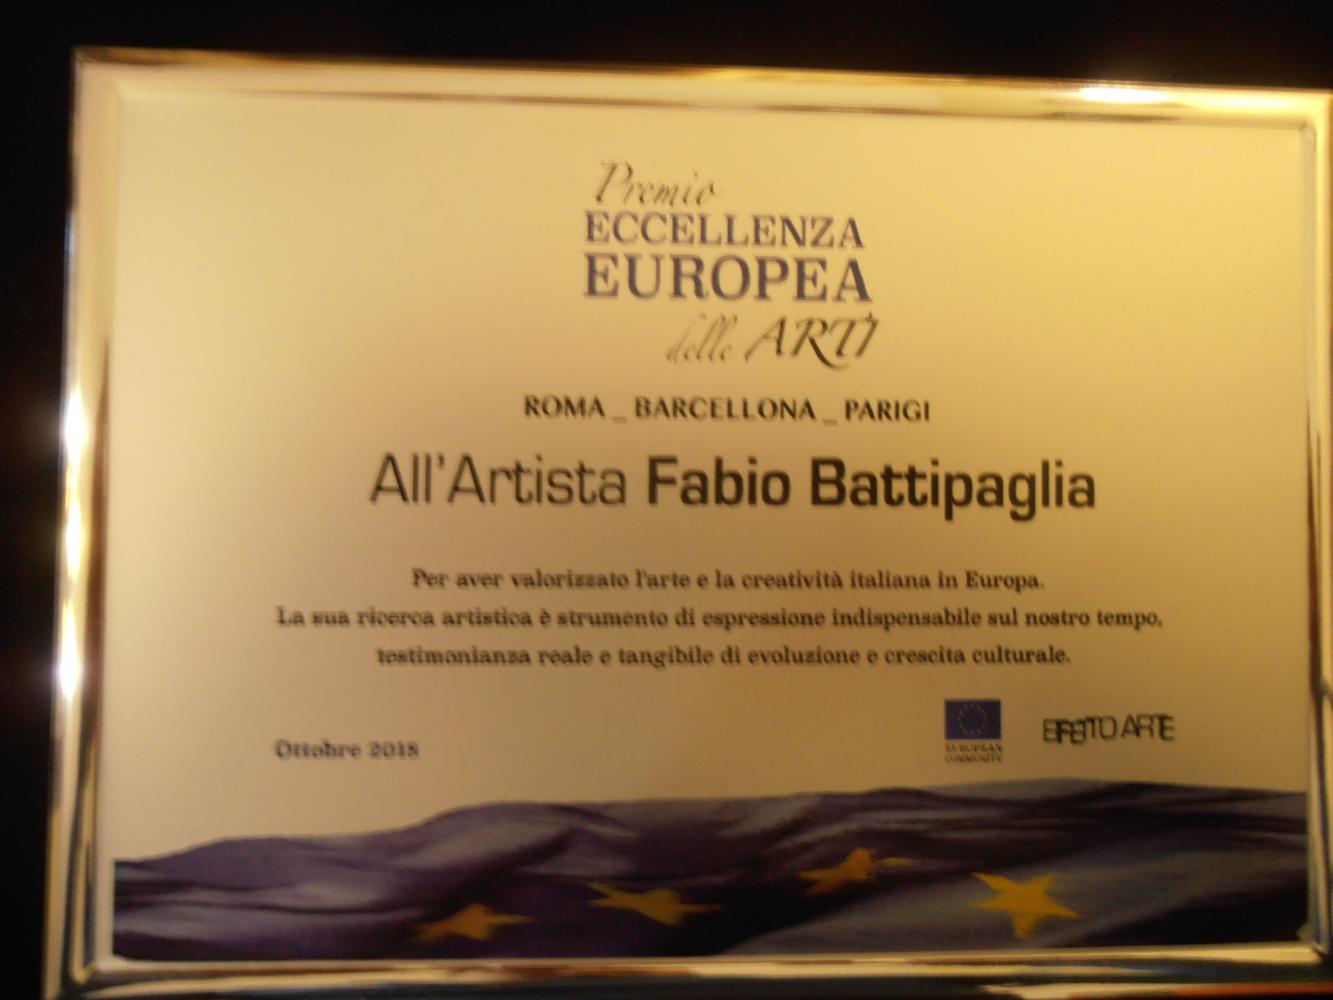 Premio
ECCELLENZA
EUROPEA
delle ARTI
ROMA _ BARCELLONA _ PARIGI
All'Artista Fabio Battipaglia
Per aver valorizzato l'arte e la creatività italiana in Europa.
La sua ricerca artistica è strumento di espressione indispensabile sul nostro tempo,
testimonianza reale e tangibile di evoluzione e crescita culturale.
Ottobre 2018
EUROPEAN
COMMUNITY
EFFETTO ARTE